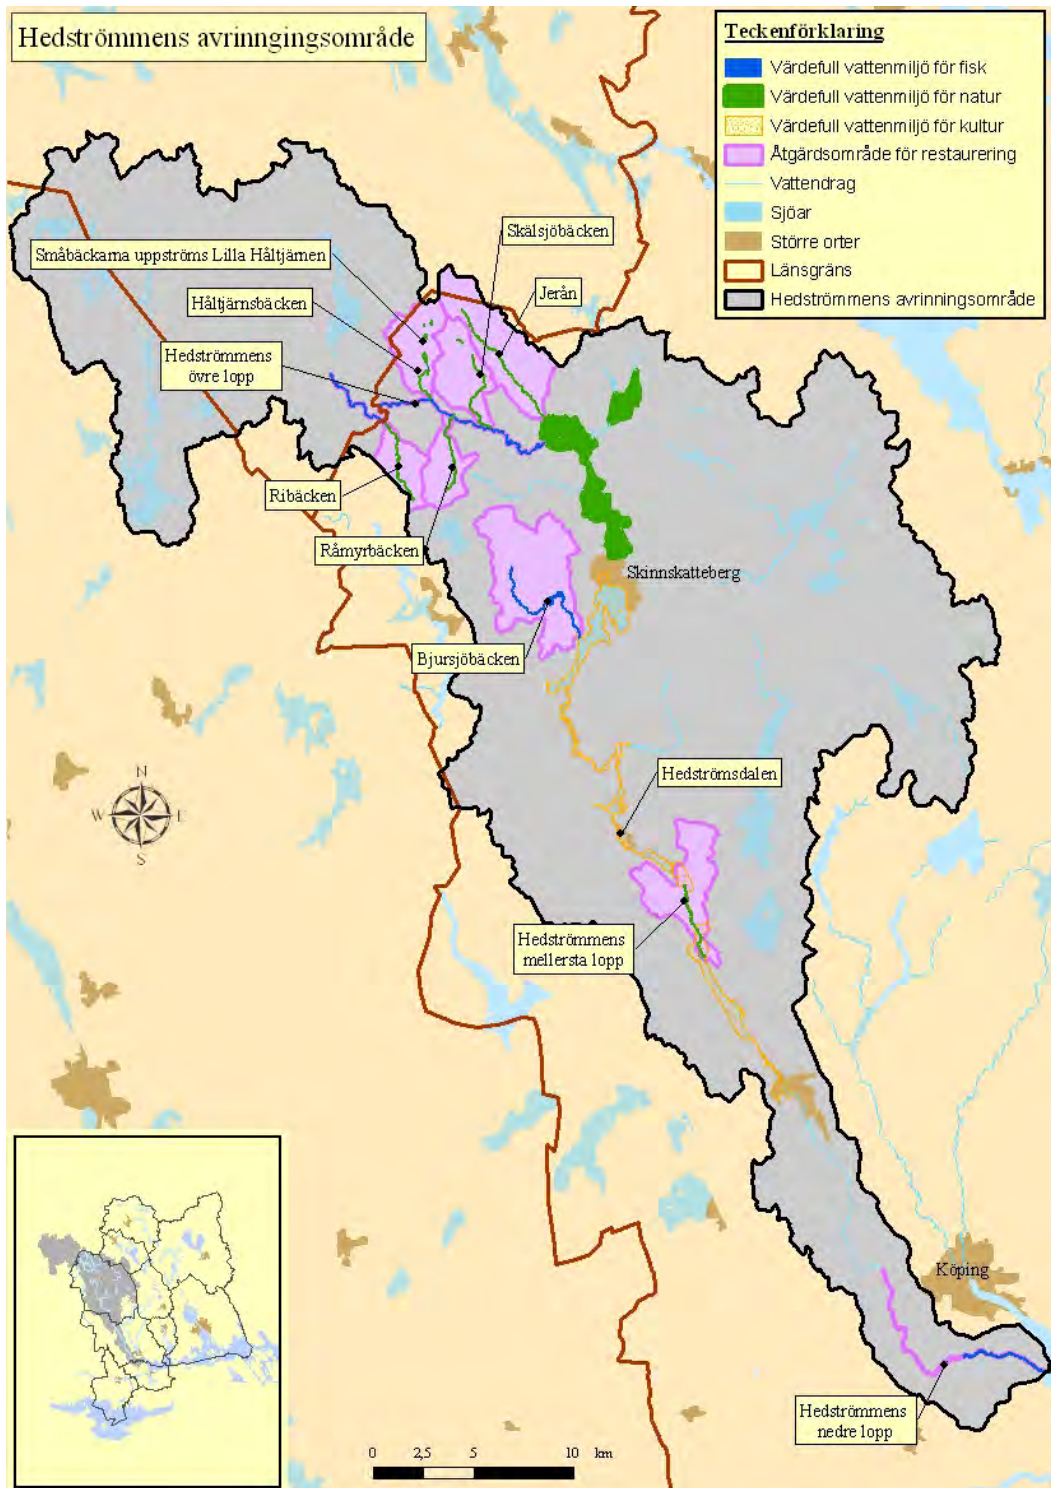 Hedströmmens avrinngingsområde
Teckenförklaring
Värdefull vattenmiljö för fisk
Värdefull vattenmiljö för natur
Värdefull vattenmiljö för kultur
Åtgärdsområde för restaurering
Vattendrag
Sjöar
Större orter
Länsgräns
Hedströmmens avrinningsområde
Skälsjöbäcken
Småbäckarna uppströms Lilla Håltjärnen
Jerån
Håltjärnsbäcken
Hedströmmens
övre lopp
Ribäcken
Råmyrbäcken
Skinnskatteberg
Bjursjöbäcken
Hedströmsdalen
N
W
E
S
Hedströmmens
mellersta lopp
Köping
Hedströmmens
nedre lopp
0 2,5 5 10 km